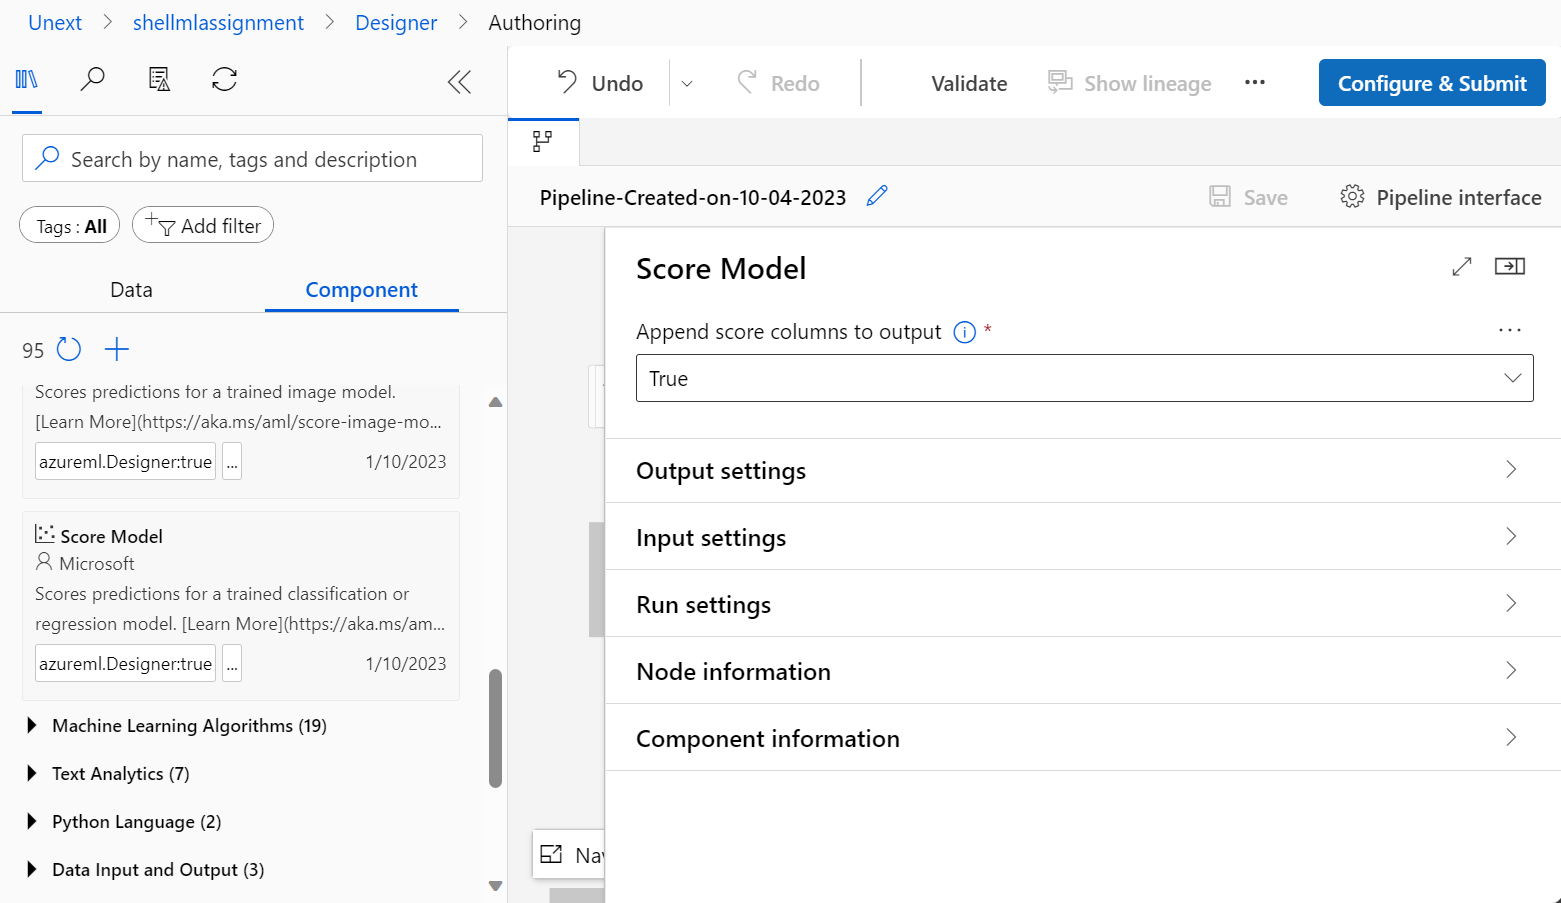 Unext > shellmlassignment > Designer > Authoring
Undo
Redo
Validate
Show lineage
...
Configure & Submit
Search by name, tags and description
Tags : All
Add filter
Data
Component
95
Scores predictions for a trained image model.
[Learn More](https://aka.ms/aml/score-image-mo...
azureml.Designer:true
...
1/10/2023
Score Model
Microsoft
Scores predictions for a trained classification or
regression model. [Learn More](https://aka.ms/am...
azureml.Designer:true
...
1/10/2023
Machine Learning Algorithms (19)
Text Analytics (7)
Python Language (2)
Data Input and Output (3)
Pipeline-Created-on-10-04-2023
Save
Pipeline interface
Score Model
Append score columns to output *
...
True
Output settings
Input settings
Run settings
Node information
Component information